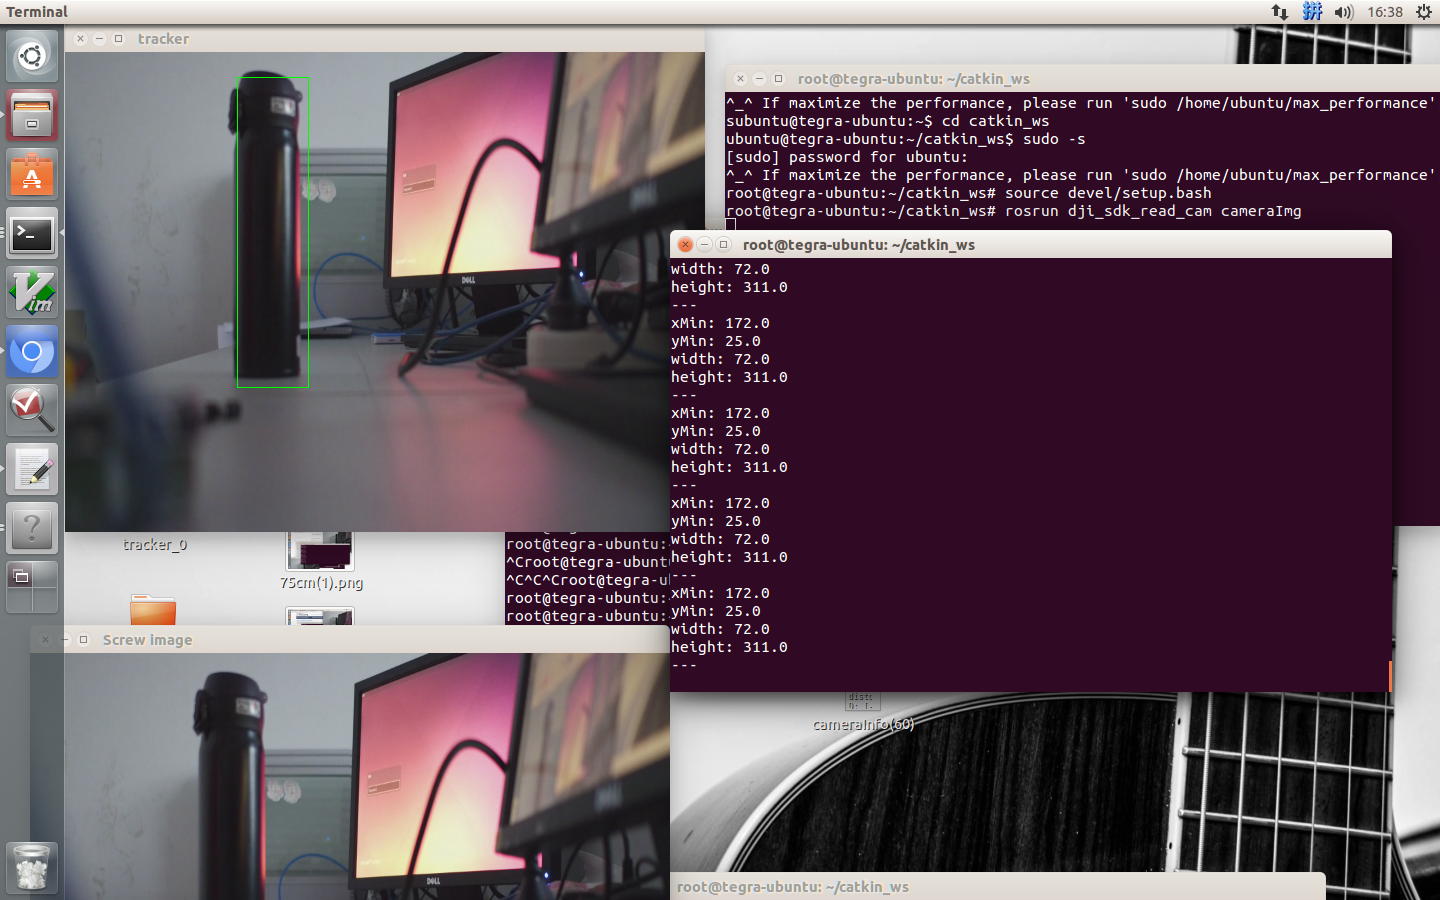 Terminal
拼
16:38
tracker
DELL
root@tegra-ubuntu: ~/catkin_ws
^_^ If maximize the performance, please run 'sudo /home/ubuntu/max_performance'
subuntu@tegra-ubuntu:~$ cd catkin_ws
ubuntu@tegra-ubuntu:~/catkin_ws$ sudo -s
[sudo] password for ubuntu:
^_^ If maximize the performance, please run 'sudo /home/ubuntu/max_performance'
root@tegra-ubuntu:~/catkin_ws# source devel/setup.bash
root@tegra-ubuntu:~/catkin_ws# rosrun dji_sdk_read_cam cameraImg
root@tegra-ubuntu: ~/catkin_ws
width: 72.0
height: 311.0
---
xMin: 172.0
yMin: 25.0
width: 72.0
height: 311.0
---
xMin: 172.0
yMin: 25.0
width: 72.0
height: 311.0
---
xMin: 172.0
yMin: 25.0
width: 72.0
height: 311.0
---
xMin: 172.0
yMin: 25.0
width: 72.0
height: 311.0
---
Vim
tracker_0
75cm(1).png
root@tegra-ubuntu:
^Croot@tegra-ubunt
^C^C^Croot@tegra-u
root@tegra-ubuntu:
root@tegra-ubuntu:
Screw image
DELL
cameraInfo(60)
root@tegra-ubuntu: ~/catkin_ws